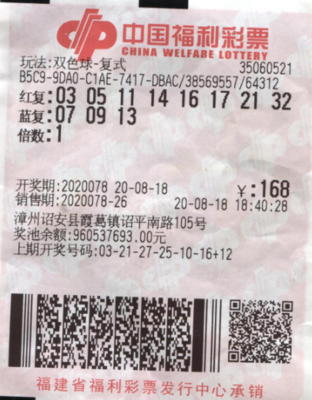 中国福利彩票
CHINA WELFARE LOTTERY
玩法:双色球-复式 35060521
B5C9-9DA0-C1AE-7417-DBAC/38569557/64312
红复:03 05 11 14 16 17 21 32
蓝复:07 09 13
倍数:1
开奖期:2020078 20-08-18 ¥:168
销售期:2020078-26 20-08-18 18:40:28
漳州诏安县霞葛镇诏平南路105号
奖池余额:960537693.00元
上期开奖号码:03-21-27-25-10-16+12
福建省福利彩票发行中心承销